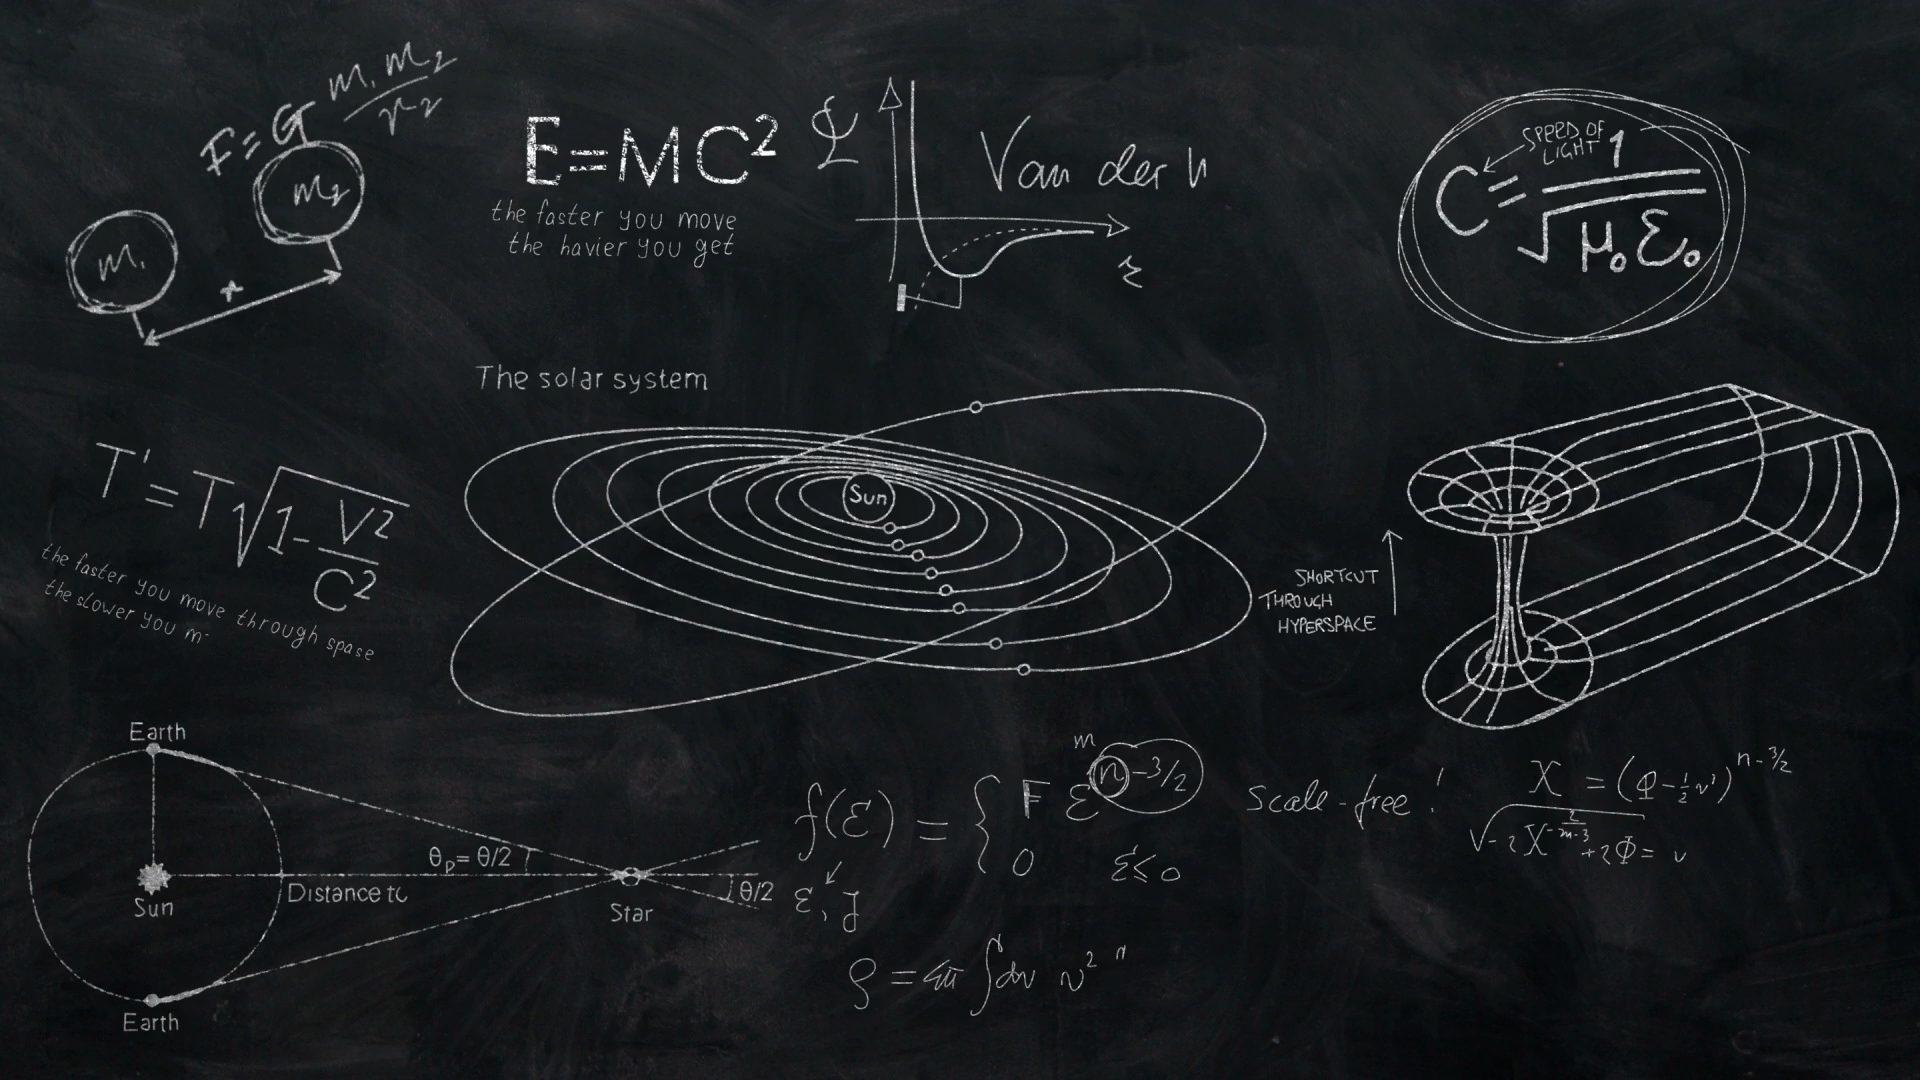 F=G m₁m₂/r₂
m₂
m₁
E=MC²
the faster you move
the havier you get
Van der
C=1/√μ₀ε₀
SPEED OF
LIGHT
The solar system
Sun
T'=T√1-V²/C²
the faster you move through spase
the slower you m
SHORTCUT
THROUGH
HYPERSPACE
Earth
Sun
Distance
θp=θ/2
Star
θ/2
Earth
m
f(ε) = { F ε n-3/2
0 ε≤0
ε, J
scale-free!
X = (Φ-½v²) n-3/2
ρ = 4π ∫dv v²